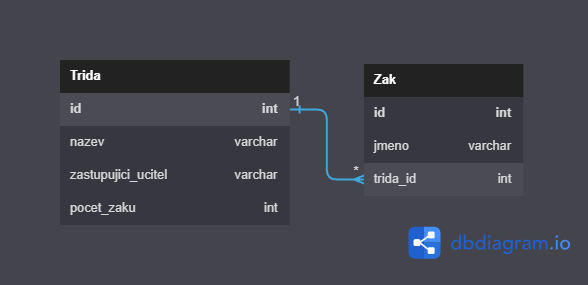 Trida
id int
nazev varchar
zastupujici_ucitel varchar
pocet_zaku int
1
*
Zak
id int
jmeno varchar
trida_id int
dbdiagram.io